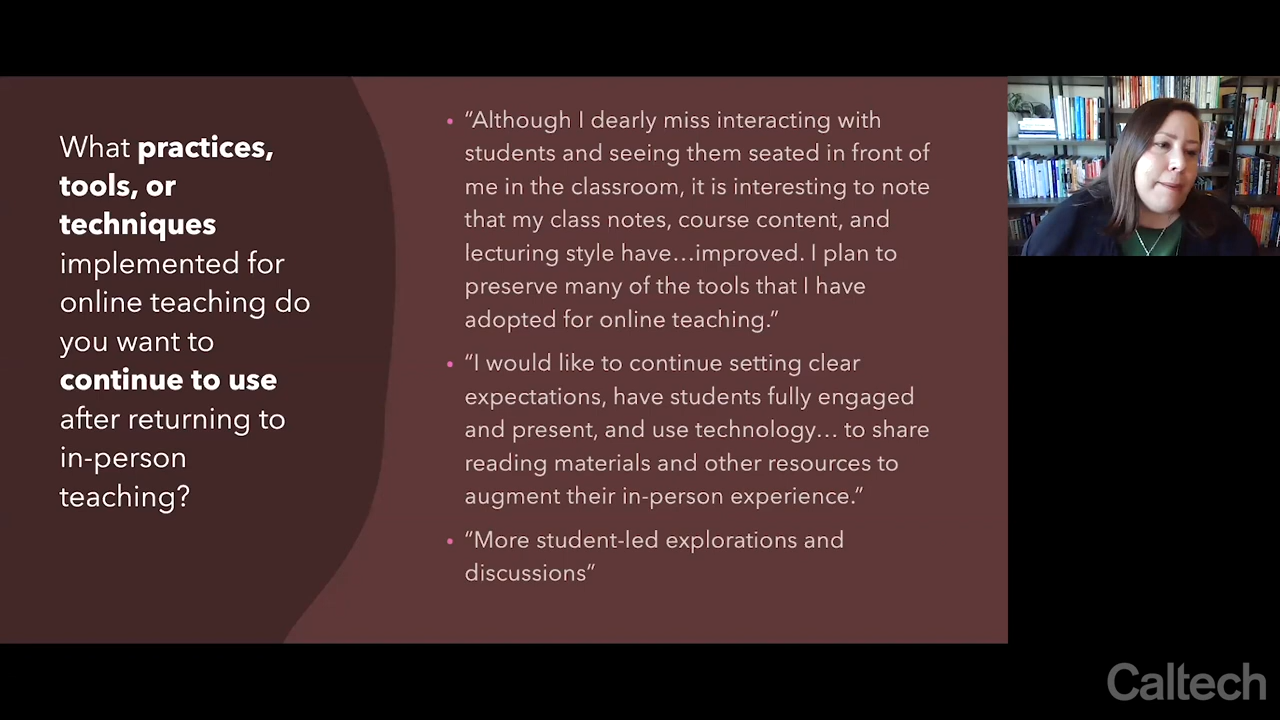 What practices,
tools, or
techniques
implemented for
online teaching do
you want to
continue to use
after returning to
in-person
teaching?
• “Although I dearly miss interacting with
students and seeing them seated in front of
me in the classroom, it is interesting to note
that my class notes, course content, and
lecturing style have…improved. I plan to
preserve many of the tools that I have
adopted for online teaching.”
• “I would like to continue setting clear
expectations, have students fully engaged
and present, and use technology… to share
reading materials and other resources to
augment their in-person experience.”
• “More student-led explorations and
discussions”
Caltech